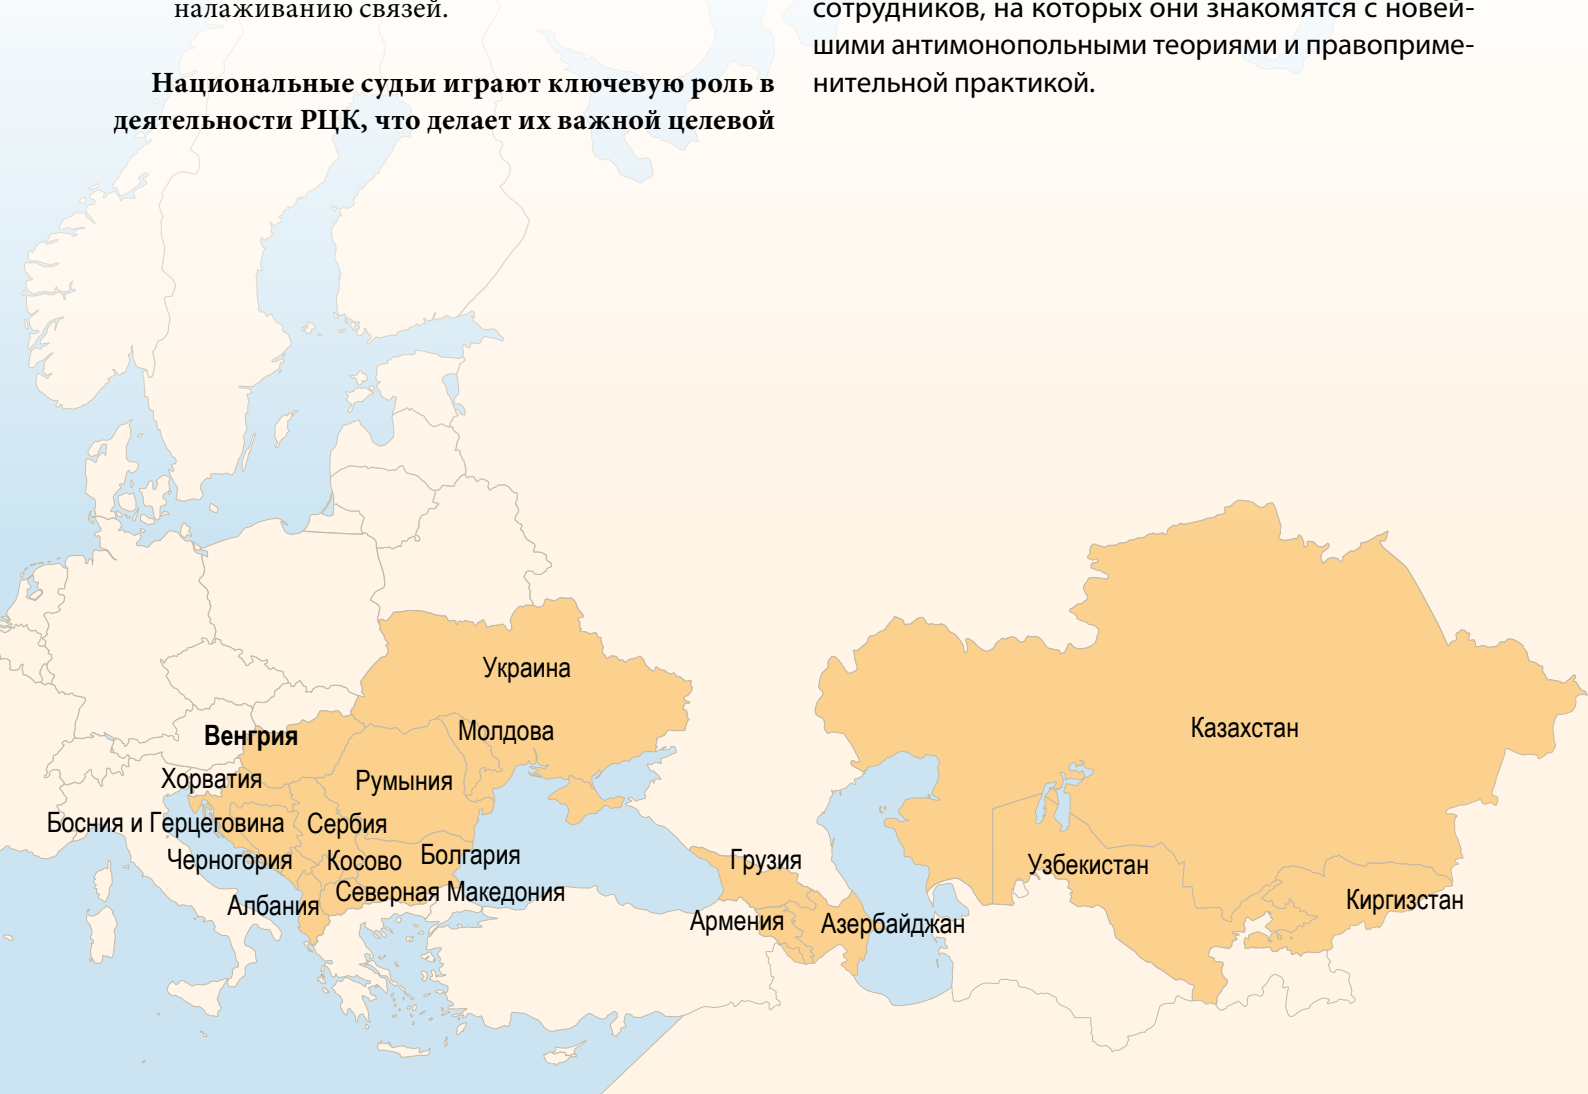 налаживанию связей.
Национальные судьи играют ключевую роль в
деятельности РЦК, что делает их важной целевой
сотрудников, на которых они знакомятся с новей-
шими антимонопольными теориями и правоприме-
нительной практикой.
Украина
Молдова
Венгрия
Казахстан
Хорватия
Румыния
Босния и Герцеговина
Сербия
Черногория
Косово
Болгария
Грузия
Узбекистан
Северная Македония
Албания
Киргизстан
Армения
Азербайджан